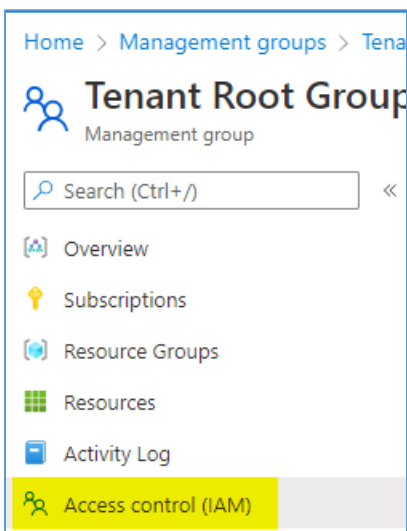 Home > Management groups > Tena
Tenant Root Group
Management group
Search (Ctrl+/)
«
Overview
Subscriptions
Resource Groups
Resources
Activity Log
Access control (IAM)